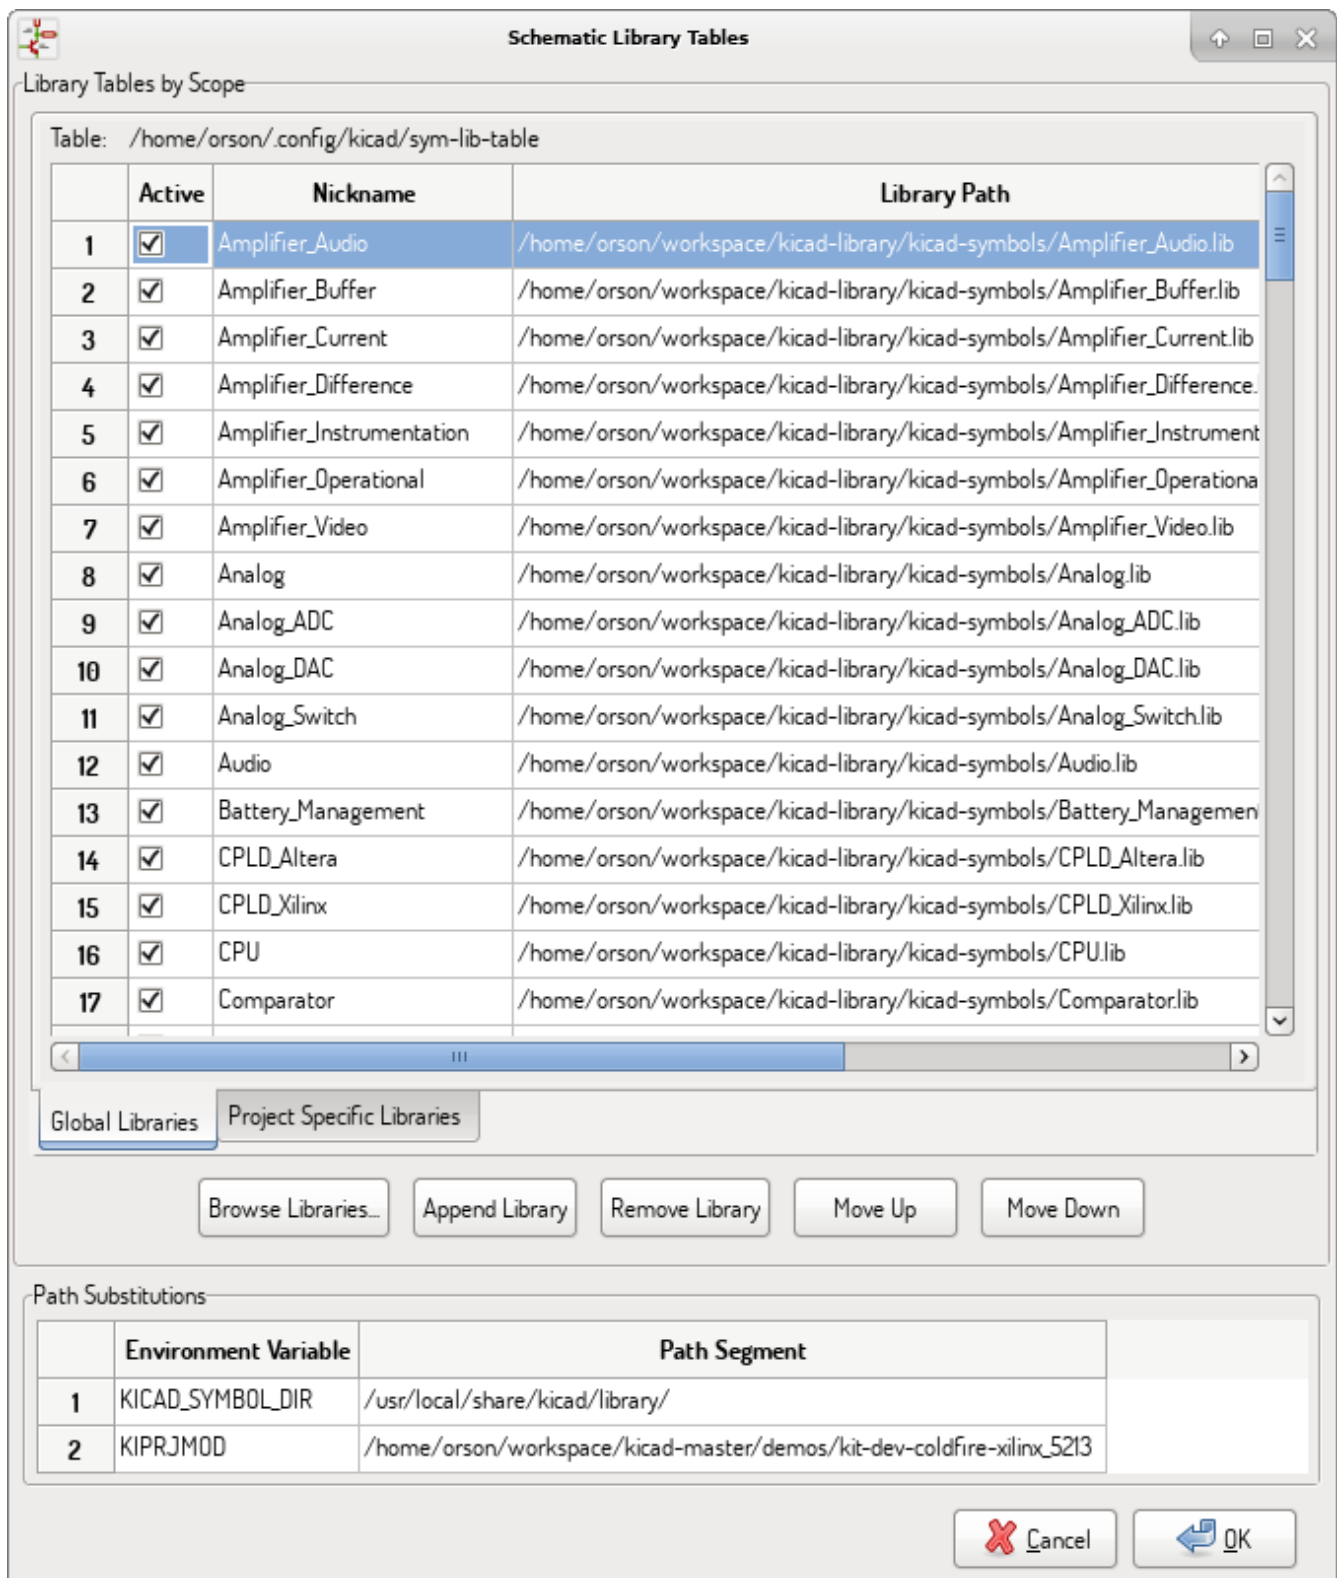 Schematic Library Tables
Library Tables by Scope
Table: /home/orson/.config/kicad/sym-lib-table
Active Nickname Library Path
1 Amplifier_Audio /home/orson/workspace/kicad-library/kicad-symbols/Amplifier_Audio.lib
2 Amplifier_Buffer /home/orson/workspace/kicad-library/kicad-symbols/Amplifier_Buffer.lib
3 Amplifier_Current /home/orson/workspace/kicad-library/kicad-symbols/Amplifier_Current.lib
4 Amplifier_Difference /home/orson/workspace/kicad-library/kicad-symbols/Amplifier_Difference.
5 Amplifier_Instrumentation /home/orson/workspace/kicad-library/kicad-symbols/Amplifier_Instrument
6 Amplifier_Operational /home/orson/workspace/kicad-library/kicad-symbols/Amplifier_Operationa
7 Amplifier_Video /home/orson/workspace/kicad-library/kicad-symbols/Amplifier_Video.lib
8 Analog /home/orson/workspace/kicad-library/kicad-symbols/Analog.lib
9 Analog_ADC /home/orson/workspace/kicad-library/kicad-symbols/Analog_ADC.lib
10 Analog_DAC /home/orson/workspace/kicad-library/kicad-symbols/Analog_DAC.lib
11 Analog_Switch /home/orson/workspace/kicad-library/kicad-symbols/Analog_Switch.lib
12 Audio /home/orson/workspace/kicad-library/kicad-symbols/Audio.lib
13 Battery_Management /home/orson/workspace/kicad-library/kicad-symbols/Battery_Management
14 CPLD_Altera /home/orson/workspace/kicad-library/kicad-symbols/CPLD_Altera.lib
15 CPLD_Xilinx /home/orson/workspace/kicad-library/kicad-symbols/CPLD_Xilinx.lib
16 CPU /home/orson/workspace/kicad-library/kicad-symbols/CPU.lib
17 Comparator /home/orson/workspace/kicad-library/kicad-symbols/Comparator.lib
Global Libraries Project Specific Libraries
Browse Libraries... Append Library Remove Library Move Up Move Down
Path Substitutions
Environment Variable Path Segment
1 KICAD_SYMBOL_DIR /usr/local/share/kicad/library/
2 KIPRJMOD /home/orson/workspace/kicad-master/demos/kit-dev-coldfire-xilinx_5213
Cancel OK